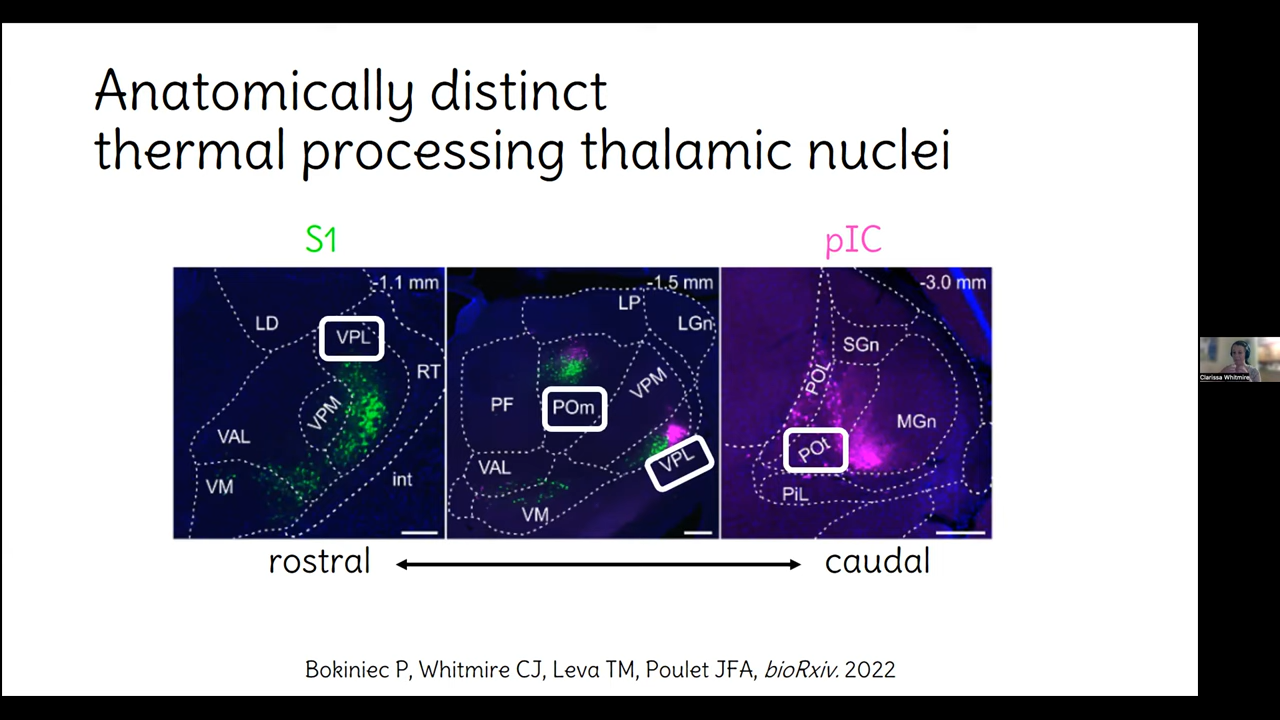 Anatomically distinct
thermal processing thalamic nuclei
S1
pIC
-1.1 mm
LD
VPL
RT
VPM
VAL
VM
int
-1.5 mm
LP
LGn
PF
POm
VPM
VAL
VPL
VM
-3.0 mm
SGn
POL
MGn
POt
PiL
rostral
caudal
Bokiniec P, Whitmire CJ, Leva TM, Poulet JFA, bioRxiv. 2022
Clarissa Whitmire